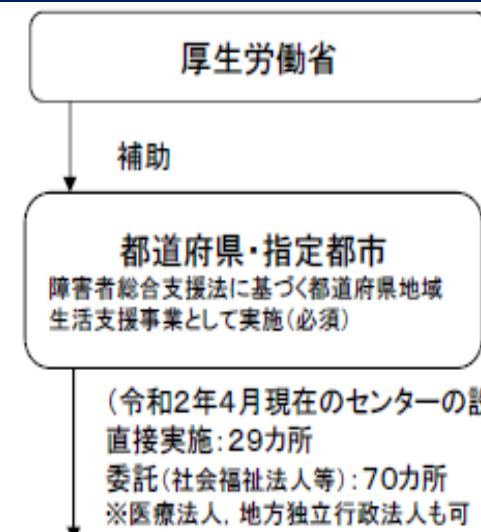 厚生労働省
補助
都道府県・指定都市
障害者総合支援法に基づく都道府県地域
生活支援事業として実施(必須)
(令和2年4月現在のセンターの設
直接実施:29カ所
委託(社会福祉法人等):70カ所
※医療法人, 地方独立行政法人も可